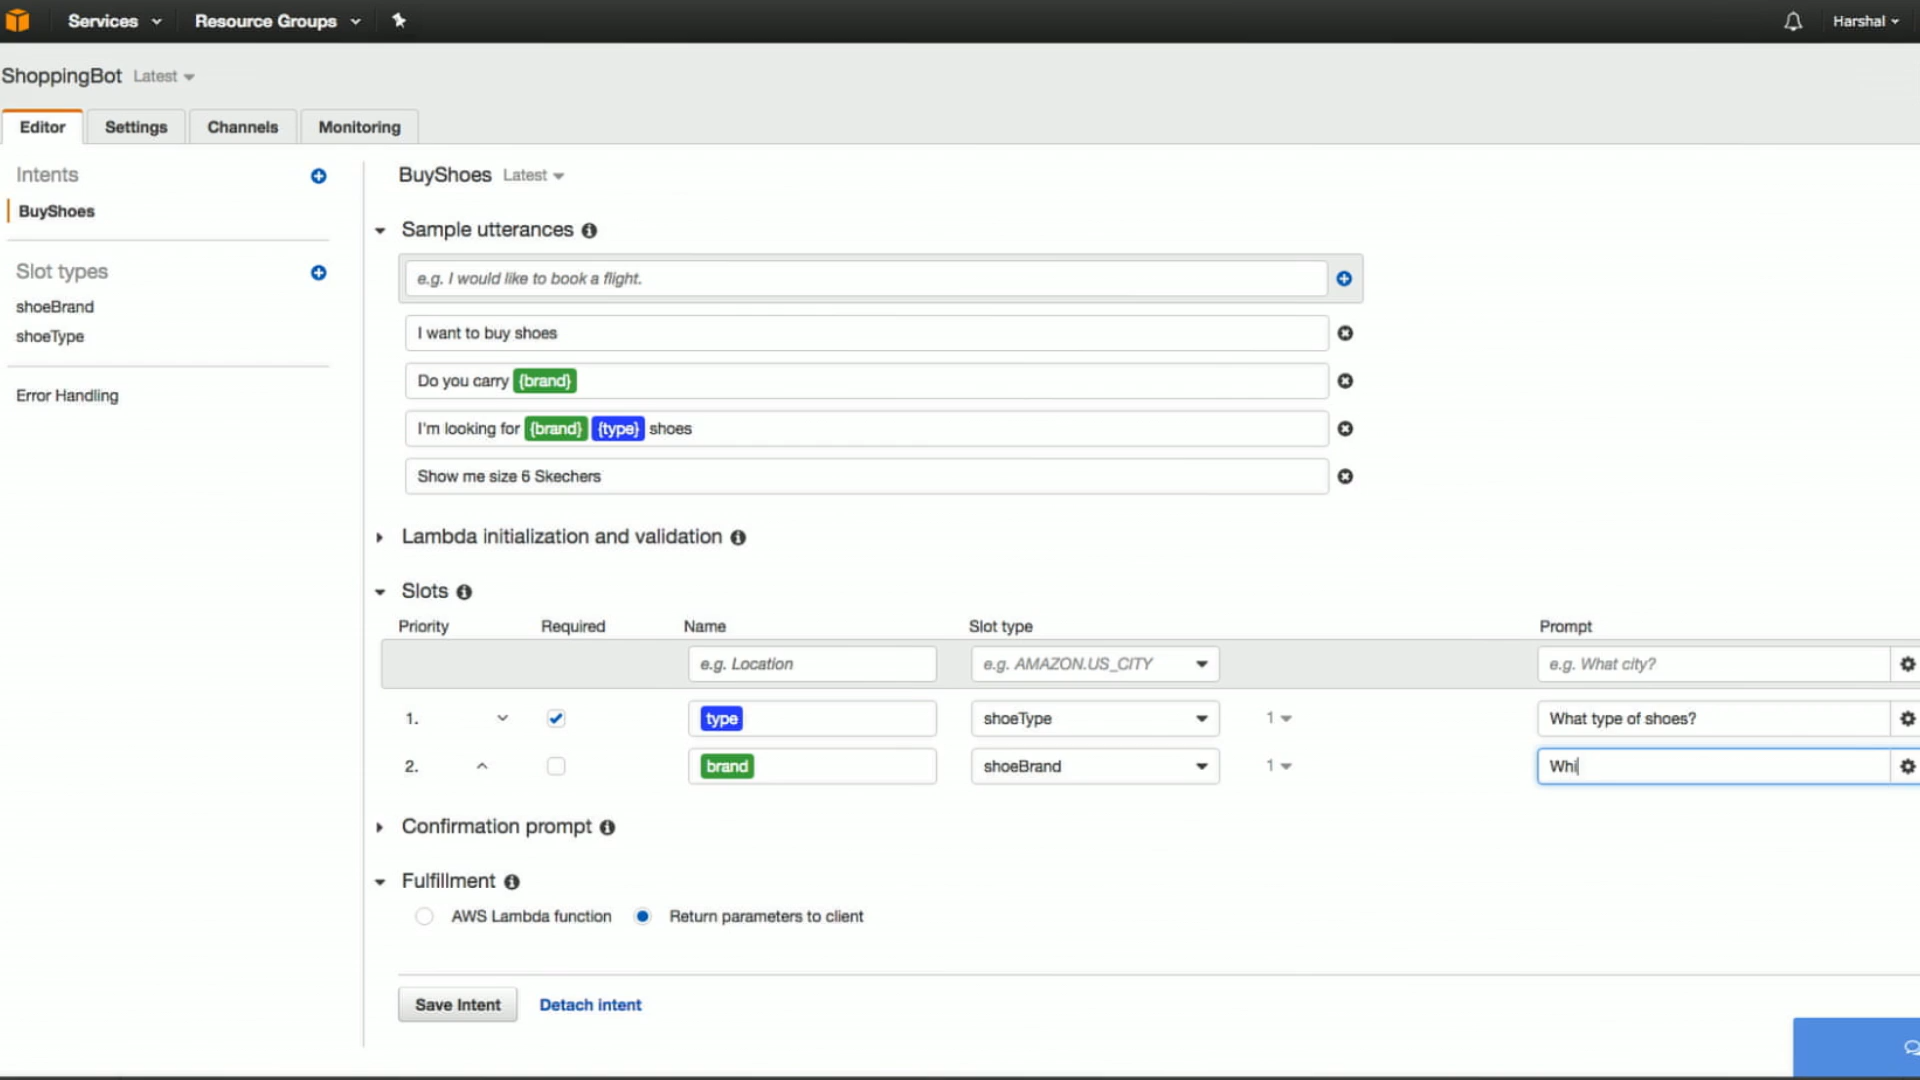 Services Resource Groups Harshal
ShoppingBot Latest
Editor Settings Channels Monitoring
Intents
BuyShoes
Slot types
shoeBrand
shoeType
Error Handling
BuyShoes Latest
Sample utterances
e.g. I would like to book a flight.
I want to buy shoes
Do you carry {brand}
I'm looking for {brand} {type} shoes
Show me size 6 Skechers
Lambda initialization and validation
Slots
Priority Required Name Slot type Prompt
e.g. Location e.g. AMAZON.US_CITY e.g. What city?
1. type shoeType 1 What type of shoes?
2. brand shoeBrand 1 Whi
Confirmation prompt
Fulfillment
AWS Lambda function Return parameters to client
Save Intent Detach intent